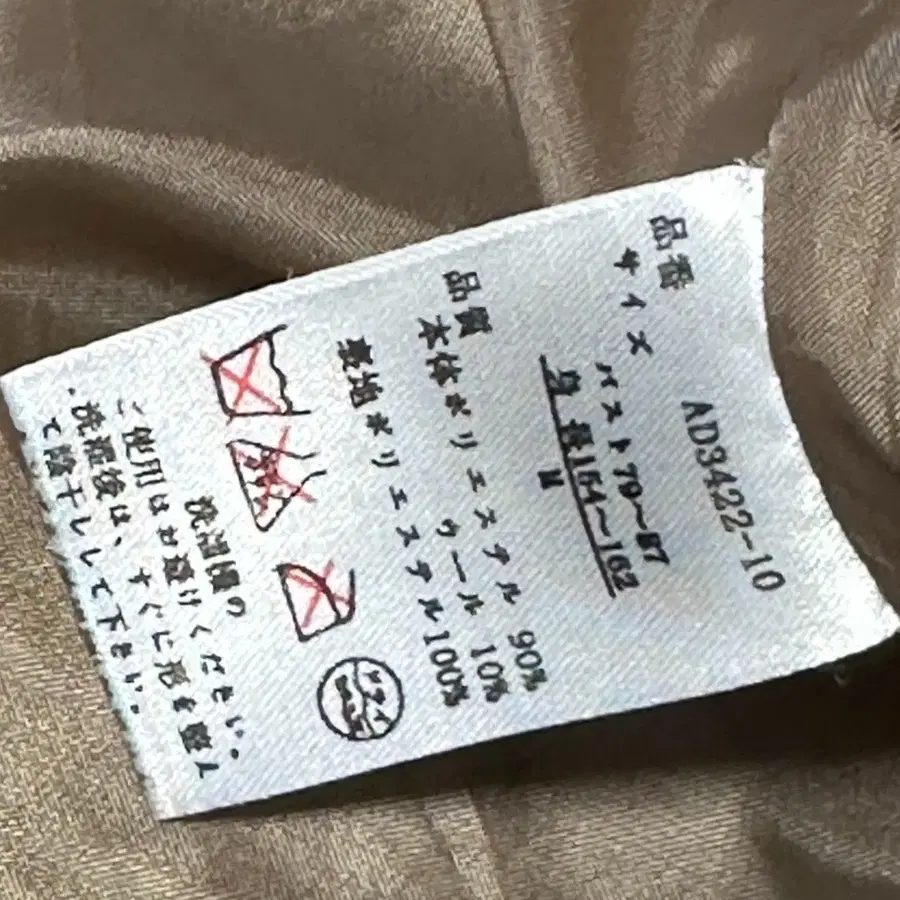 品番
AD3422-10
サイズ
バスト79〜87
身長154〜162
M
品質
本体ポリエステル 90%
ウール 10%
裏地ポリエステル100%
ドライ
洗濯機の
ご使用はお避けください。
・洗濯後は、すぐに形を整え
て陰干しして下さい。